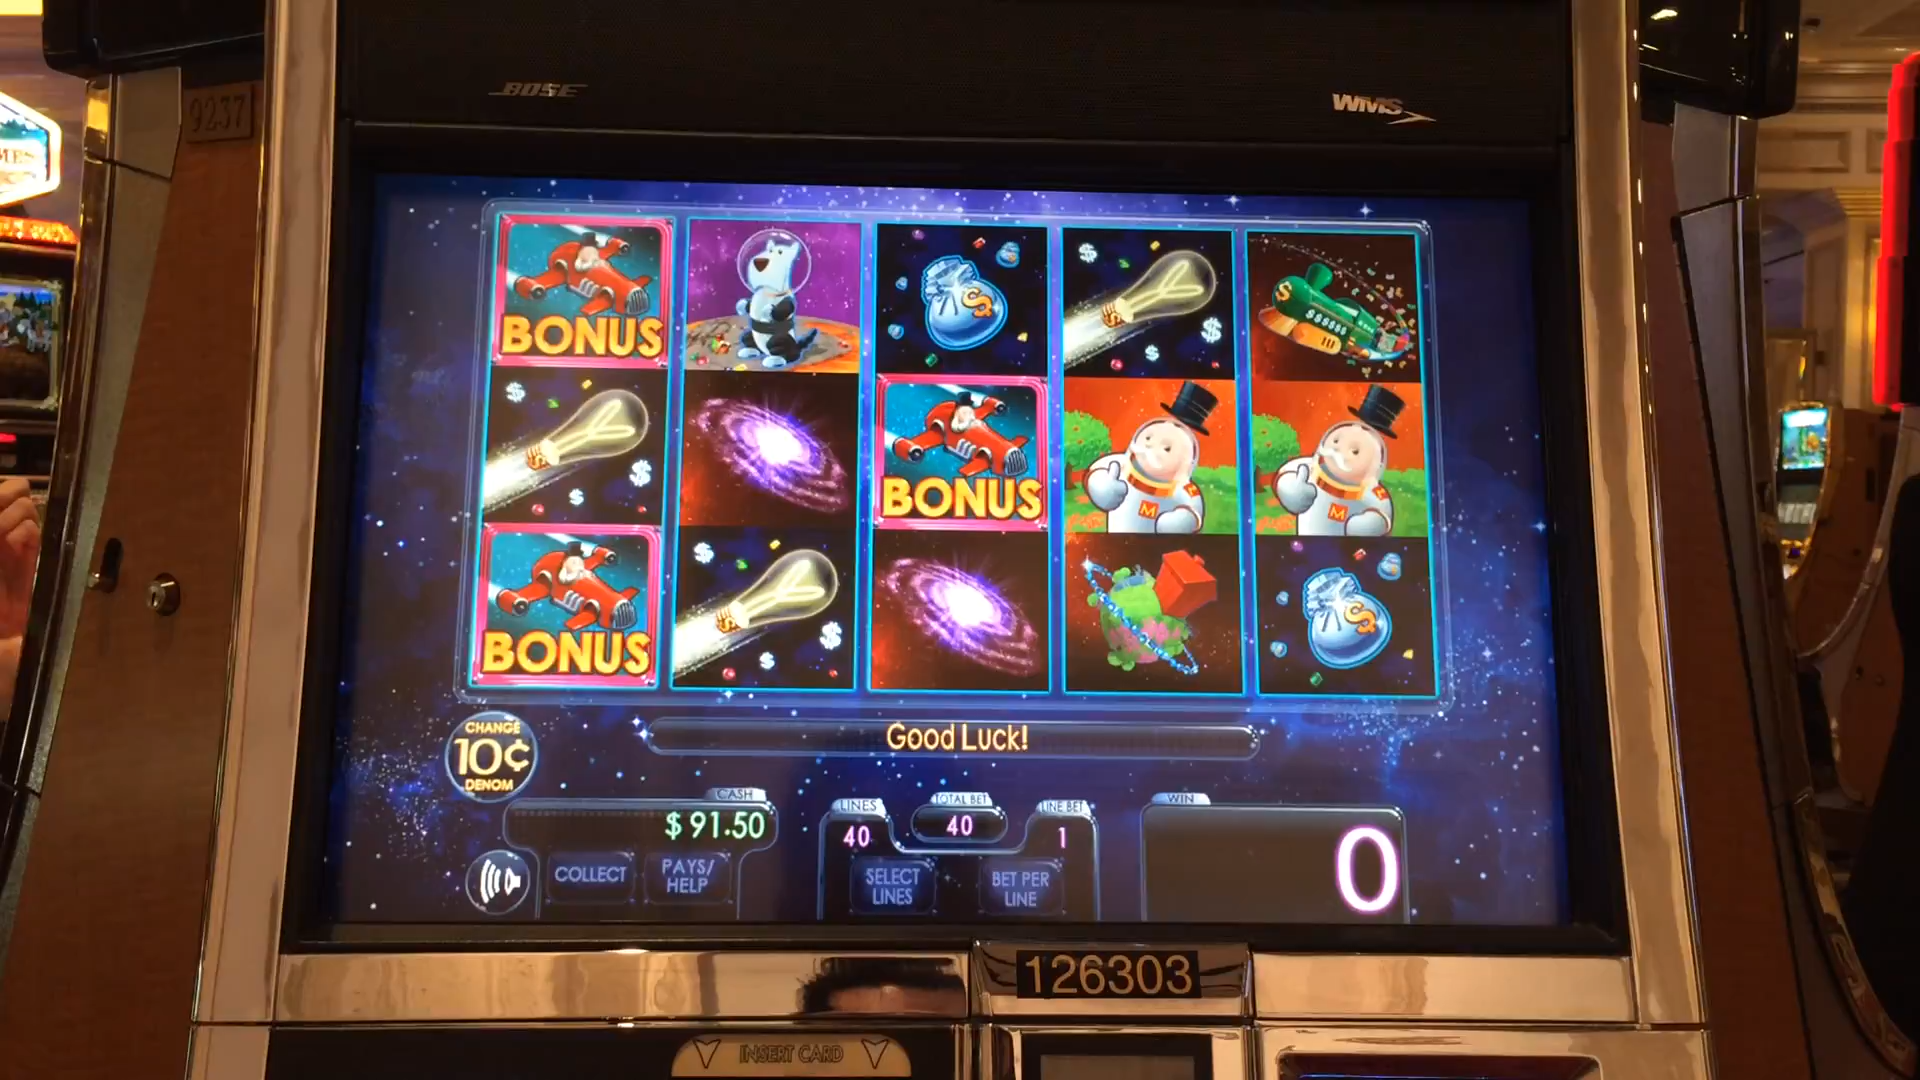 BOSE
WMS
9237
BONUS
BONUS
BONUS
$
$
$$$$$$
M
M
Good Luck!
CHANGE
10¢
DENOM
CASH
$ 91.50
LINES
40
TOTAL BET
40
LINE BET
1
WIN
0
COLLECT
PAYS/
HELP
SELECT
LINES
BET PER
LINE
126303
INSERT CARD